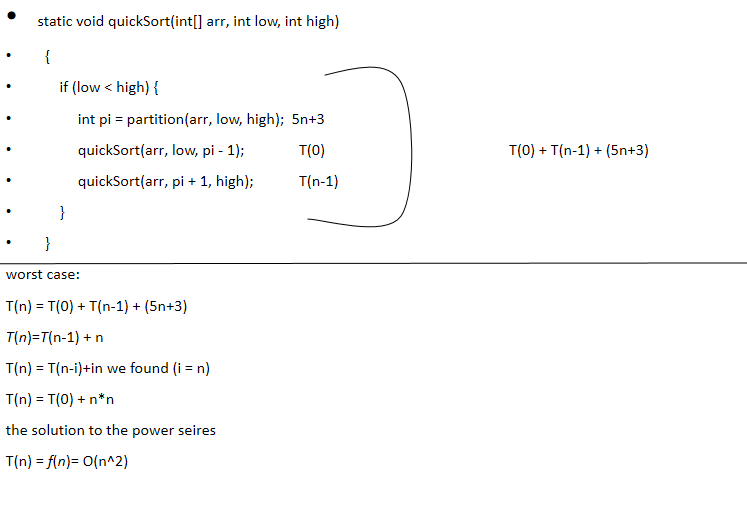 • static void quickSort(int[] arr, int low, int high)
• {
• if (low < high) {
• int pi = partition(arr, low, high); 5n+3
• quickSort(arr, low, pi - 1); T(0) T(0) + T(n-1) + (5n+3)
• quickSort(arr, pi + 1, high); T(n-1)
• }
• }
worst case:
T(n) = T(0) + T(n-1) + (5n+3)
T(n)=T(n-1) + n
T(n) = T(n-i)+in we found (i = n)
T(n) = T(0) + n*n
the solution to the power seires
T(n) = f(n)= O(n^2)